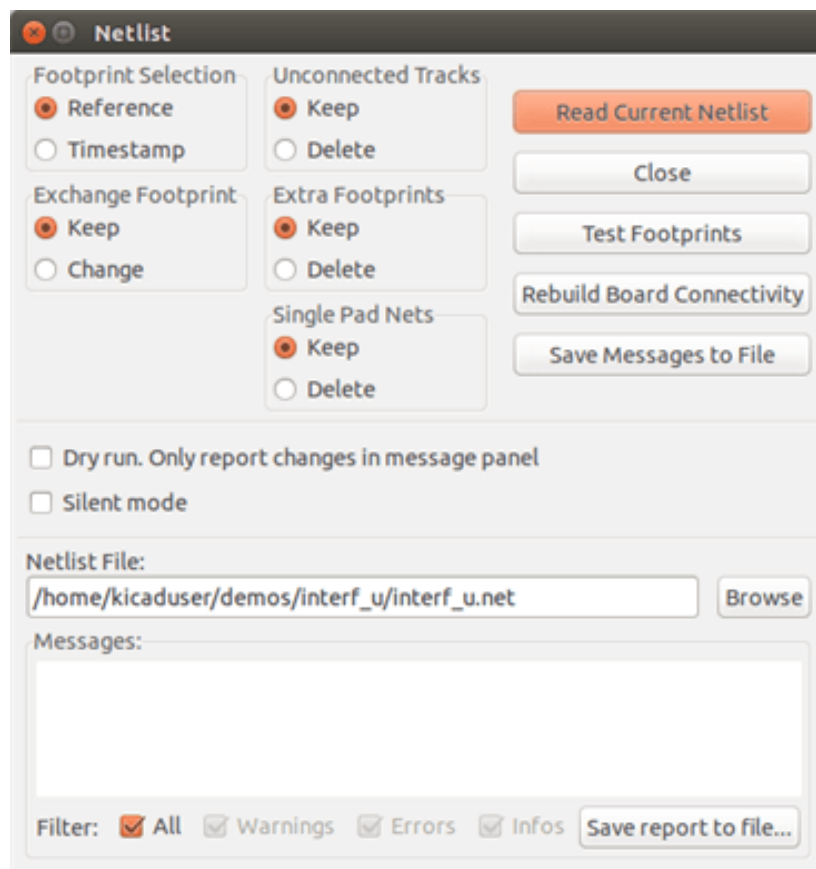 Netlist
Footprint Selection
Reference
Timestamp
Exchange Footprint
Keep
Change
Unconnected Tracks
Keep
Delete
Extra Footprints
Keep
Delete
Single Pad Nets
Keep
Delete
Read Current Netlist
Close
Test Footprints
Rebuild Board Connectivity
Save Messages to File
Dry run. Only report changes in message panel
Silent mode
Netlist File:
/home/kicaduser/demos/interf_u/interf_u.net
Browse
Messages:
Filter: All Warnings Errors Infos Save report to file...